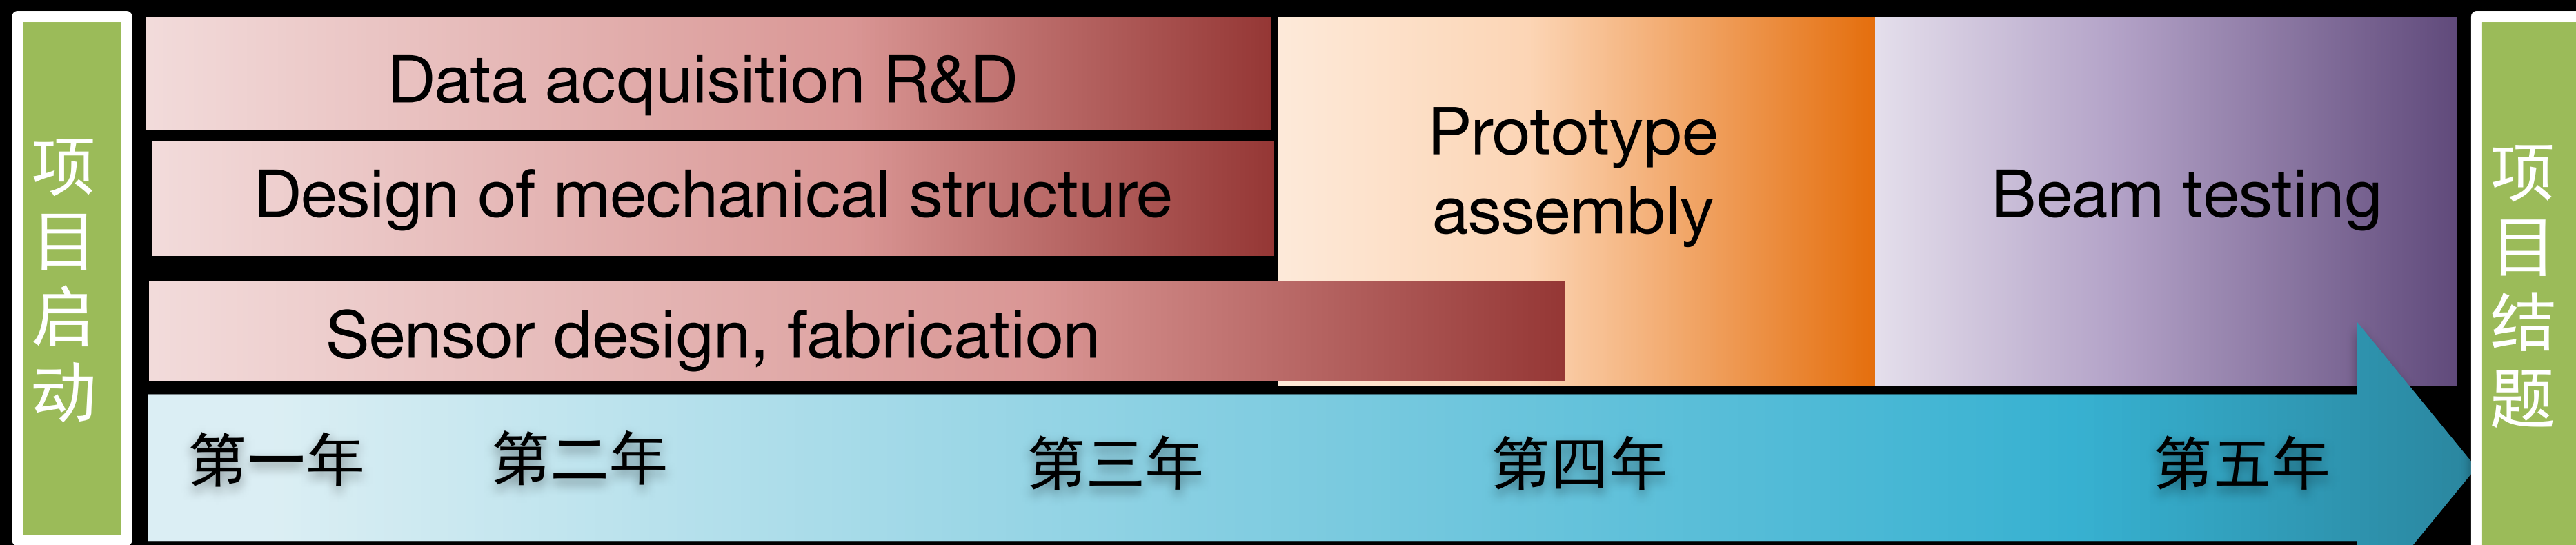 项目启动
Data acquisition R&D
Design of mechanical structure
Sensor design, fabrication
Prototype
assembly
Beam testing
第一年
第二年
第三年
第四年
第五年
项目结题